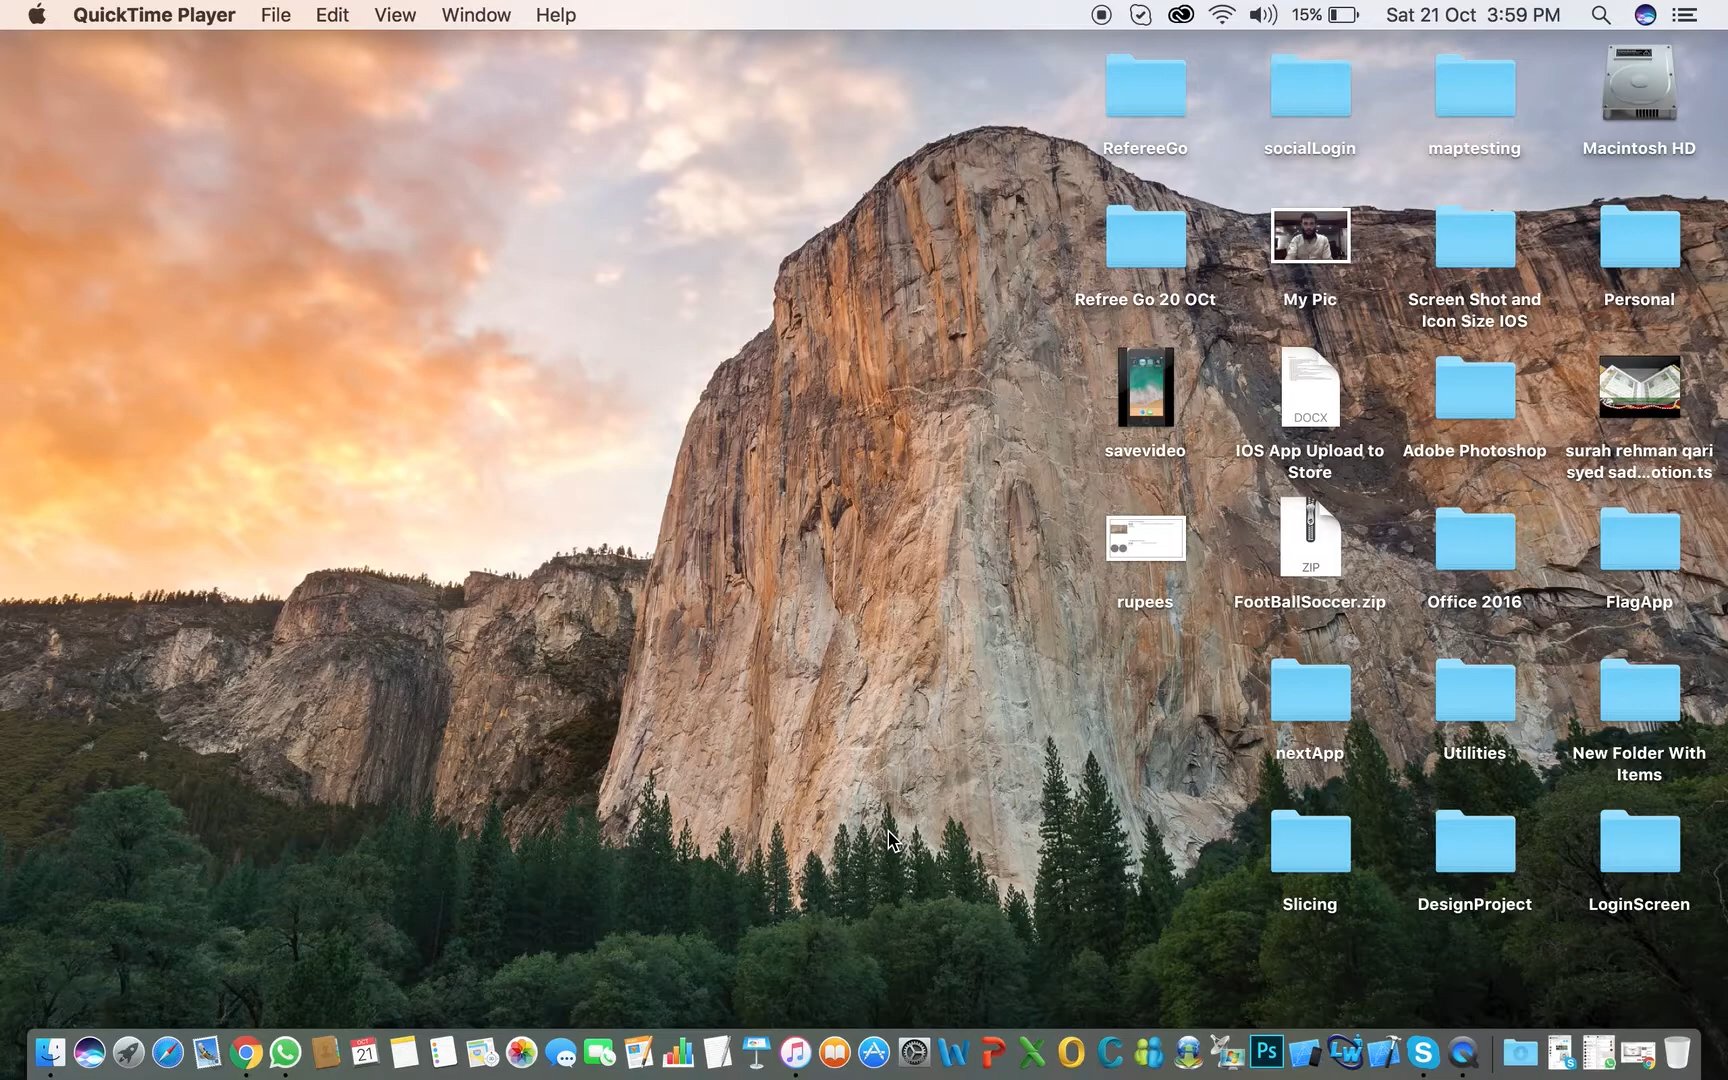 QuickTime Player File Edit View Window Help 15% Sat 21 Oct 3:59 PM
RefereeGo socialLogin maptesting Macintosh HD
Refree Go 20 OCt My Pic Screen Shot and Personal
Icon Size IOS
DOCX
savevideo IOS App Upload to Adobe Photoshop surah rehman qari
Store syed sad...otion.ts
ZIP
rupees FootBallSoccer.zip Office 2016 FlagApp
nextApp Utilities New Folder With
Items
Slicing DesignProject LoginScreen
OCT
21
Ps